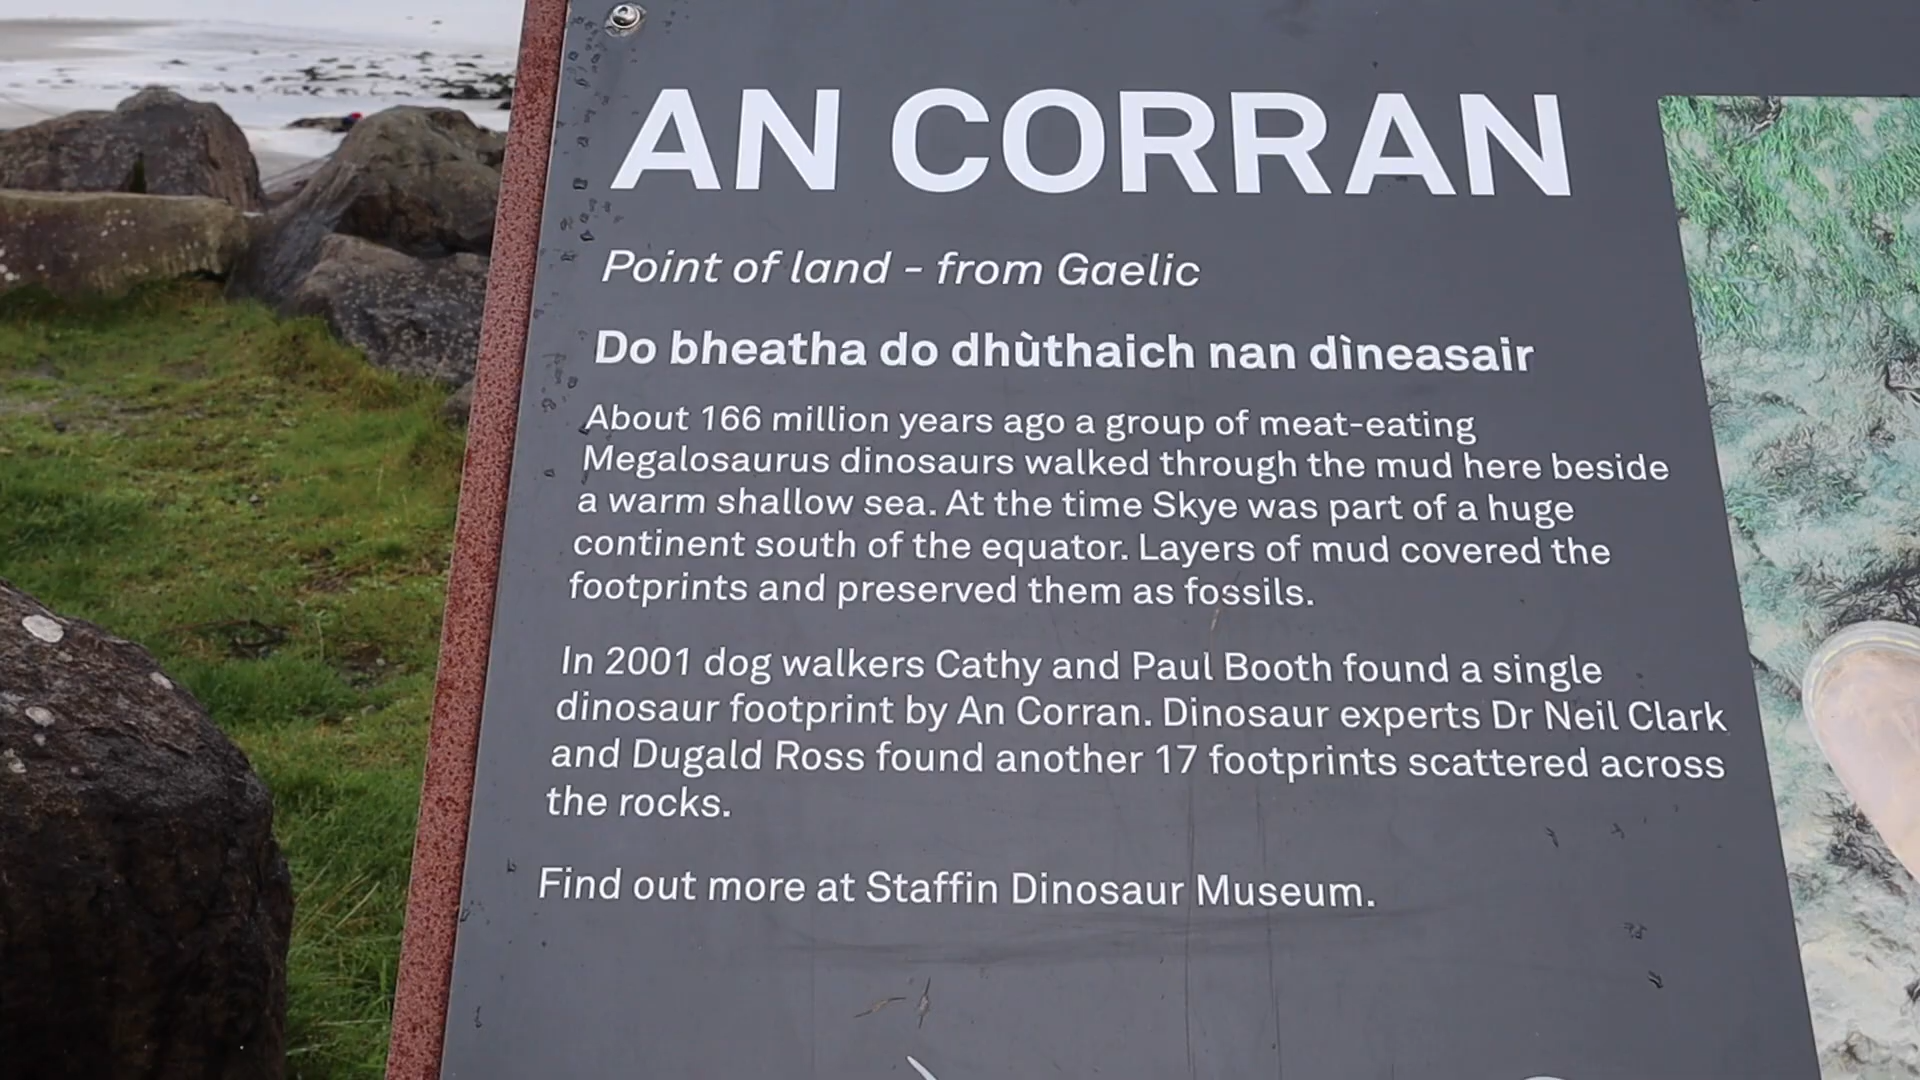 AN CORRAN
Point of land - from Gaelic
Do bheatha do dhùthaich nan dìneasair
About 166 million years ago a group of meat-eating
Megalosaurus dinosaurs walked through the mud here beside
a warm shallow sea. At the time Skye was part of a huge
continent south of the equator. Layers of mud covered the
footprints and preserved them as fossils.
In 2001 dog walkers Cathy and Paul Booth found a single
dinosaur footprint by An Corran. Dinosaur experts Dr Neil Clark
and Dugald Ross found another 17 footprints scattered across
the rocks.
Find out more at Staffin Dinosaur Museum.